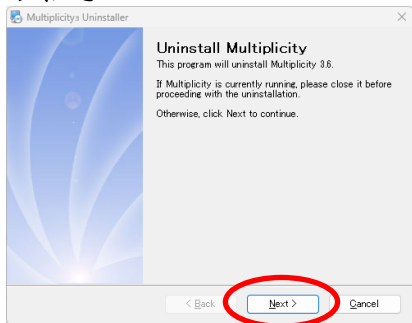 Multiplicity3 Uninstaller
Uninstall Multiplicity
This program will uninstall Multiplicity 3.6.
If Multiplicity is currently running, please close it before
proceeding with the uninstallation.
Otherwise, click Next to continue.
< Back
Next >
Cancel